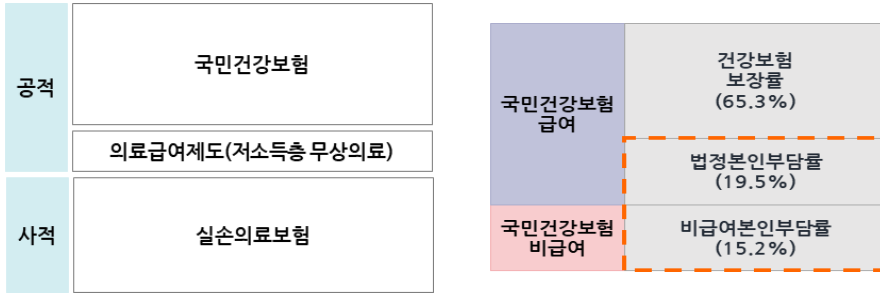 공적
국민건강보험
의료급여제도(저소득층 무상의료)
사적
실손의료보험
국민건강보험
급여
건강보험
보장률
(65.3%)
법정본인부담률
(19.5%)
국민건강보험
비급여
비급여본인부담률
(15.2%)